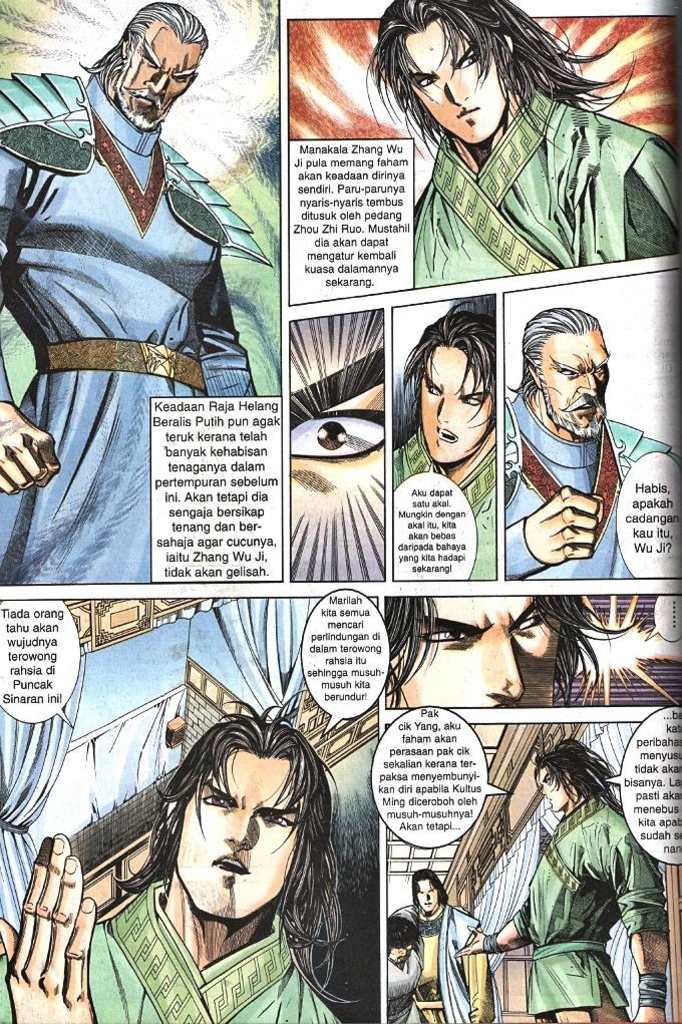 Keadaan Raja Helang
Beralis Putih pun agak
teruk kerana telah
banyak kehabisan
tenaganya dalam
pertempuran sebelum
ini. Akan tetapi dia
sengaja bersikap
tenang dan ber-
sahaja agar cucunya,
iaitu Zhang Wu Ji,
tidak akan gelisah.
Manakala Zhang Wu
Ji pula memang faham
akan keadaan dirinya
sendiri. Paru-parunya
nyaris-nyaris tembus
ditusuk oleh pedang
Zhou Zhi Ruo. Mustahil
dia akan dapat
mengatur kembali
kuasa dalamannya
sekarang.
Aku dapat
satu akal.
Mungkin dengan
akal itu, kita
akan bebas
daripada bahaya
yang kita hadapi
sekarang!
Habis,
apakah
cadangan
kau itu,
Wu Ji?
Tiada orang
tahu akan
wujudnya
terowong
rahsia di
Puncak
Sinaran ini!
Marilah
kita semua
mencari
perlindungan di
dalam terowong
rahsia itu
sehingga musuh-
musuh kita
berundur!
......
Pak
cik Yang, aku
faham akan
perasaan pak cik
sekalian kerana ter-
paksa menyembunyi-
kan diri apabila Kultus
Ming diceroboh oleh
musuh-musuhnya!
Akan tetapi...
peribahas
menyusu
tidak aka
bisanya.
pasti aka
menebus
kita apab
sudah se